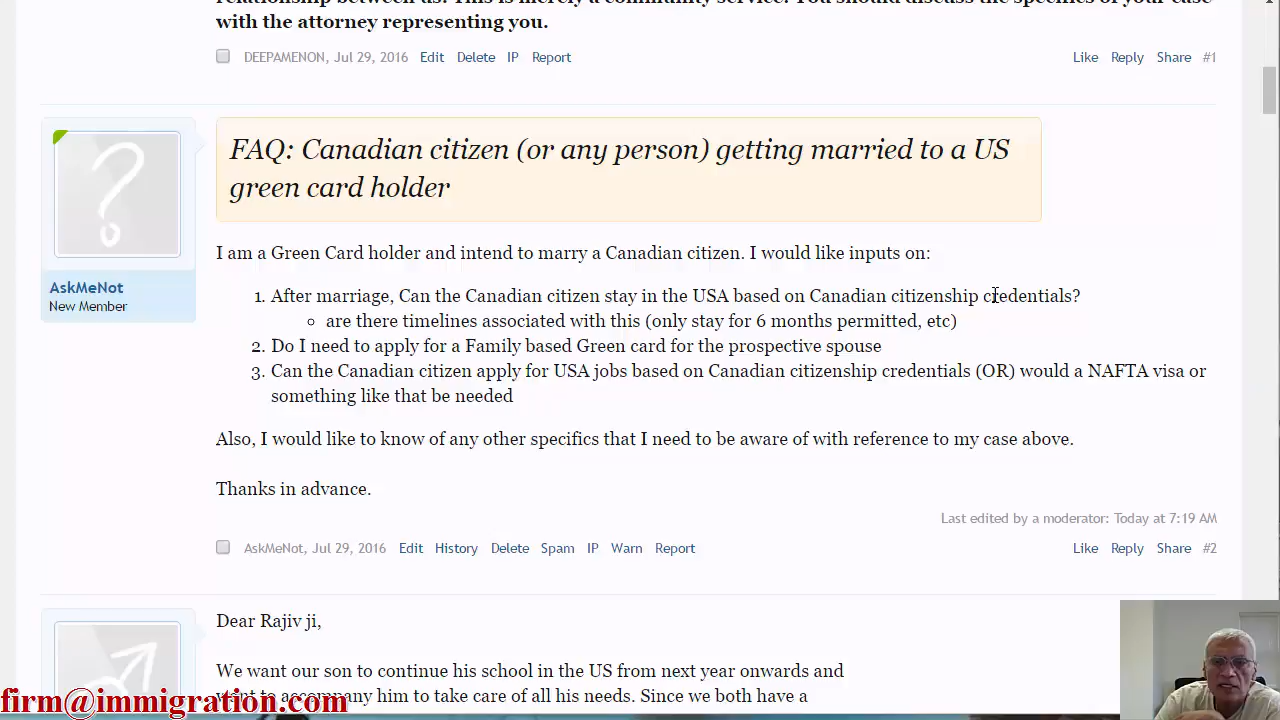 relationship between us. This is merely a community service. You should discuss the specifics of your case
with the attorney representing you.
DEEPAMENON, Jul 29, 2016 Edit Delete IP Report Like Reply Share #1
FAQ: Canadian citizen (or any person) getting married to a US
green card holder
AskMeNot
New Member
I am a Green Card holder and intend to marry a Canadian citizen. I would like inputs on:
1. After marriage, Can the Canadian citizen stay in the USA based on Canadian citizenship credentials?
are there timelines associated with this (only stay for 6 months permitted, etc)
2. Do I need to apply for a Family based Green card for the prospective spouse
3. Can the Canadian citizen apply for USA jobs based on Canadian citizenship credentials (OR) would a NAFTA visa or
something like that be needed
Also, I would like to know of any other specifics that I need to be aware of with reference to my case above.
Thanks in advance.
Last edited by a moderator: Today at 7:19 AM
AskMeNot, Jul 29, 2016 Edit History Delete Spam IP Warn Report Like Reply Share #2
Dear Rajiv ji,
We want our son to continue his school in the US from next year onwards and
want to accompany him to take care of all his needs. Since we both have a
firm@immigration.com